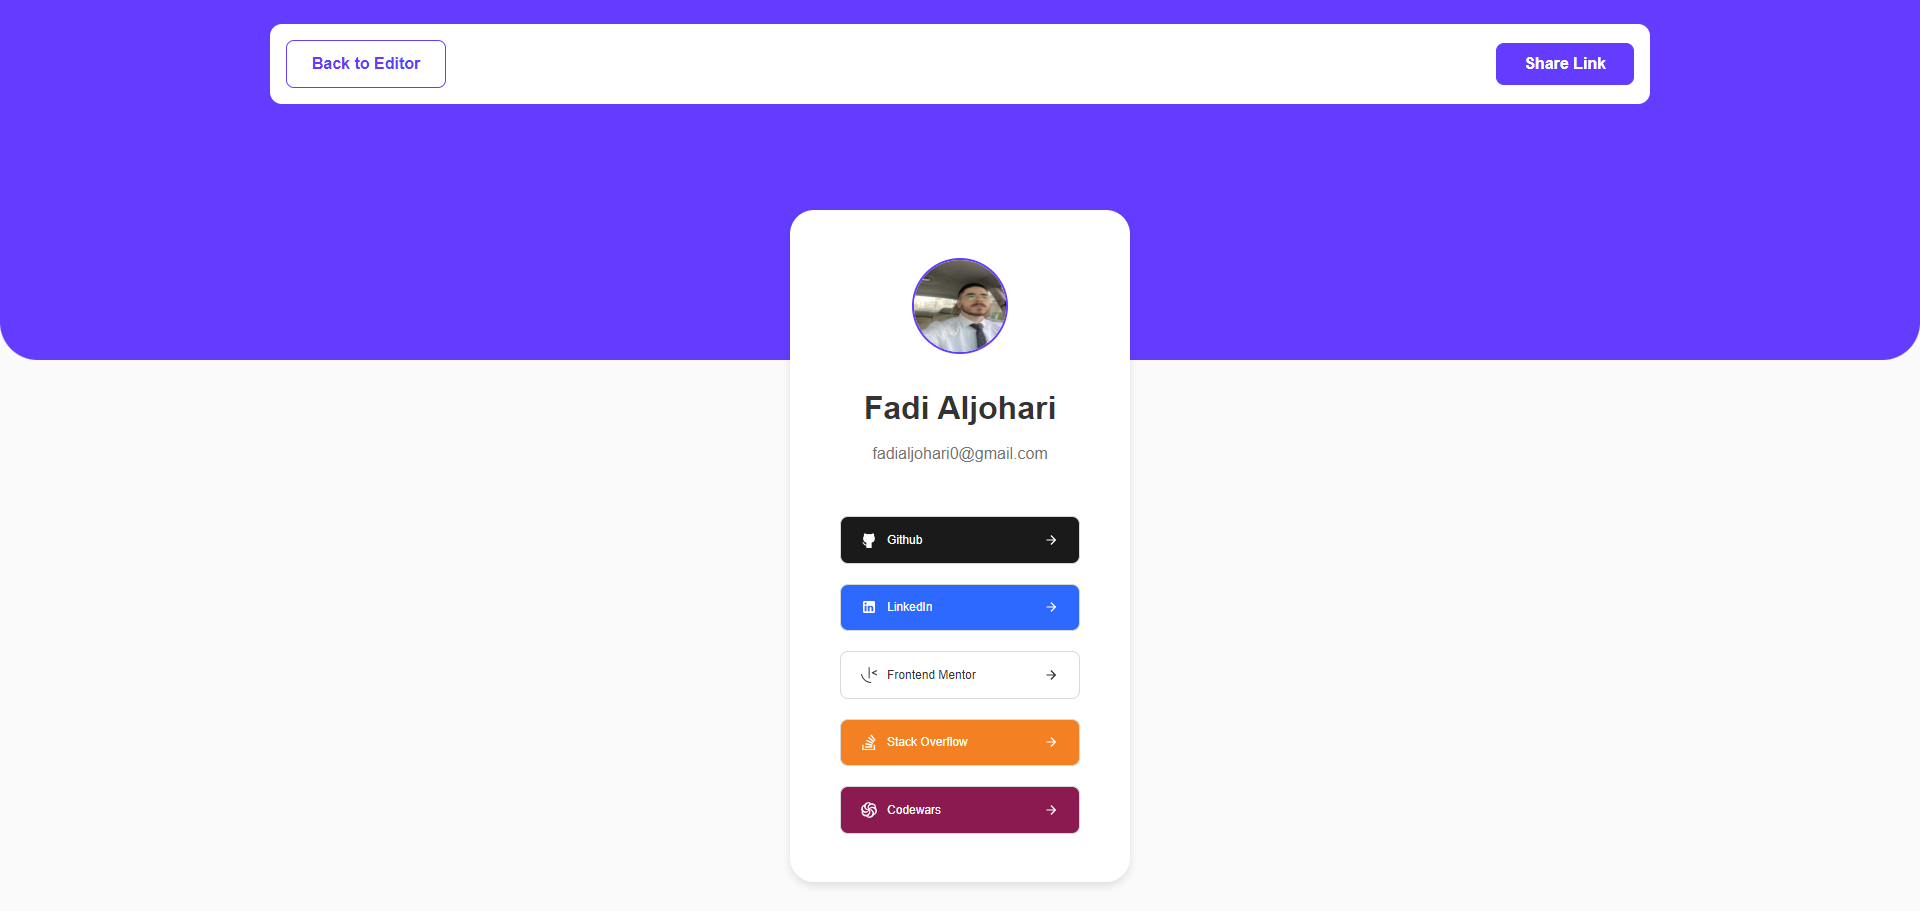 Back to Editor
Share Link
Fadi Aljohari
fadialjohari0@gmail.com
Github
LinkedIn
Frontend Mentor
Stack Overflow
Codewars